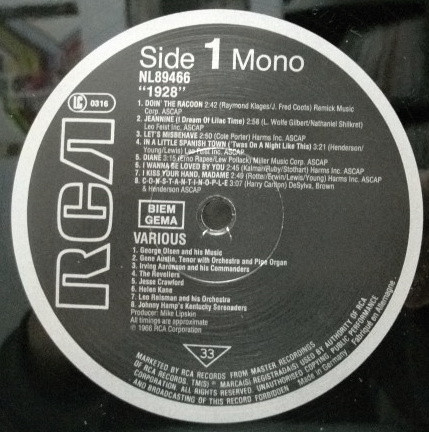 Side 1 Mono
NL89466
"1928"
LC 0316
RCA
1. DOIN' THE RACOON 2:42 (Raymond Klages/J. Fred Coots) Remick Music
Corp. ASCAP
2. JEANNINE (I Dream Of Lilac Time) 2:58 (L. Wolfe Gilbert/Nathaniel Shilkret)
Leo Feist Inc. ASCAP
3. LET'S MISBEHAVE 2:50 (Cole Porter) Harms Inc. ASCAP
4. IN A LITTLE SPANISH TOWN ('Twas On A Night Like This) 3:21 (Henderson/
Young/Lewis) Leo Feist Inc. ASCAP
5. DIANE 3:15 (Erno Rapee/Lew Pollack) Miller Music Corp. ASCAP
6. I WANNA BE LOVED BY YOU 2:45 (Kalmar/Ruby/Stothart) Harms Inc. ASCAP
7. I KISS YOUR HAND, MADAME 2:49 (Rotter/Erwin/Lewis/Young) Harms Inc. ASCAP
8. C-O-N-S-T-A-N-T-I-N-O-P-L-E 3:07 (Harry Carlton) DeSylva, Brown
& Henderson ASCAP
BIEM
GEMA
VARIOUS
1. George Olsen and his Music
2. Gene Austin, Tenor with Orchestra and Pipe Organ
3. Irving Aaronson and his Commanders
4. The Revelers
5. Jesse Crawford
6. Helen Kane
7. Leo Reisman and his Orchestra
8. Johnny Hamp's Kentucky Serenaders
Producer: Mike Lipskin
All timings are approximate
℗ 1966 RCA Corporation
33
MARKETED BY RCA FROM MASTER RECORDINGS
OF RCA RECORDS. TM(S) ® MARCA(S) REGISTRADA(S) USED BY AUTHORITY OF RCA
CORPORATION. ALL RIGHTS RESERVED. UNAUTHORISED COPYING, PUBLIC PERFORMANCE
AND BROADCASTING OF THIS RECORD FORBIDDEN. Made in Germany. Fabriqué en Allemagne.